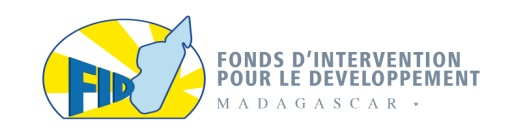 FID
FONDS D'INTERVENTION
POUR LE DEVELOPPEMENT
MADAGASCAR